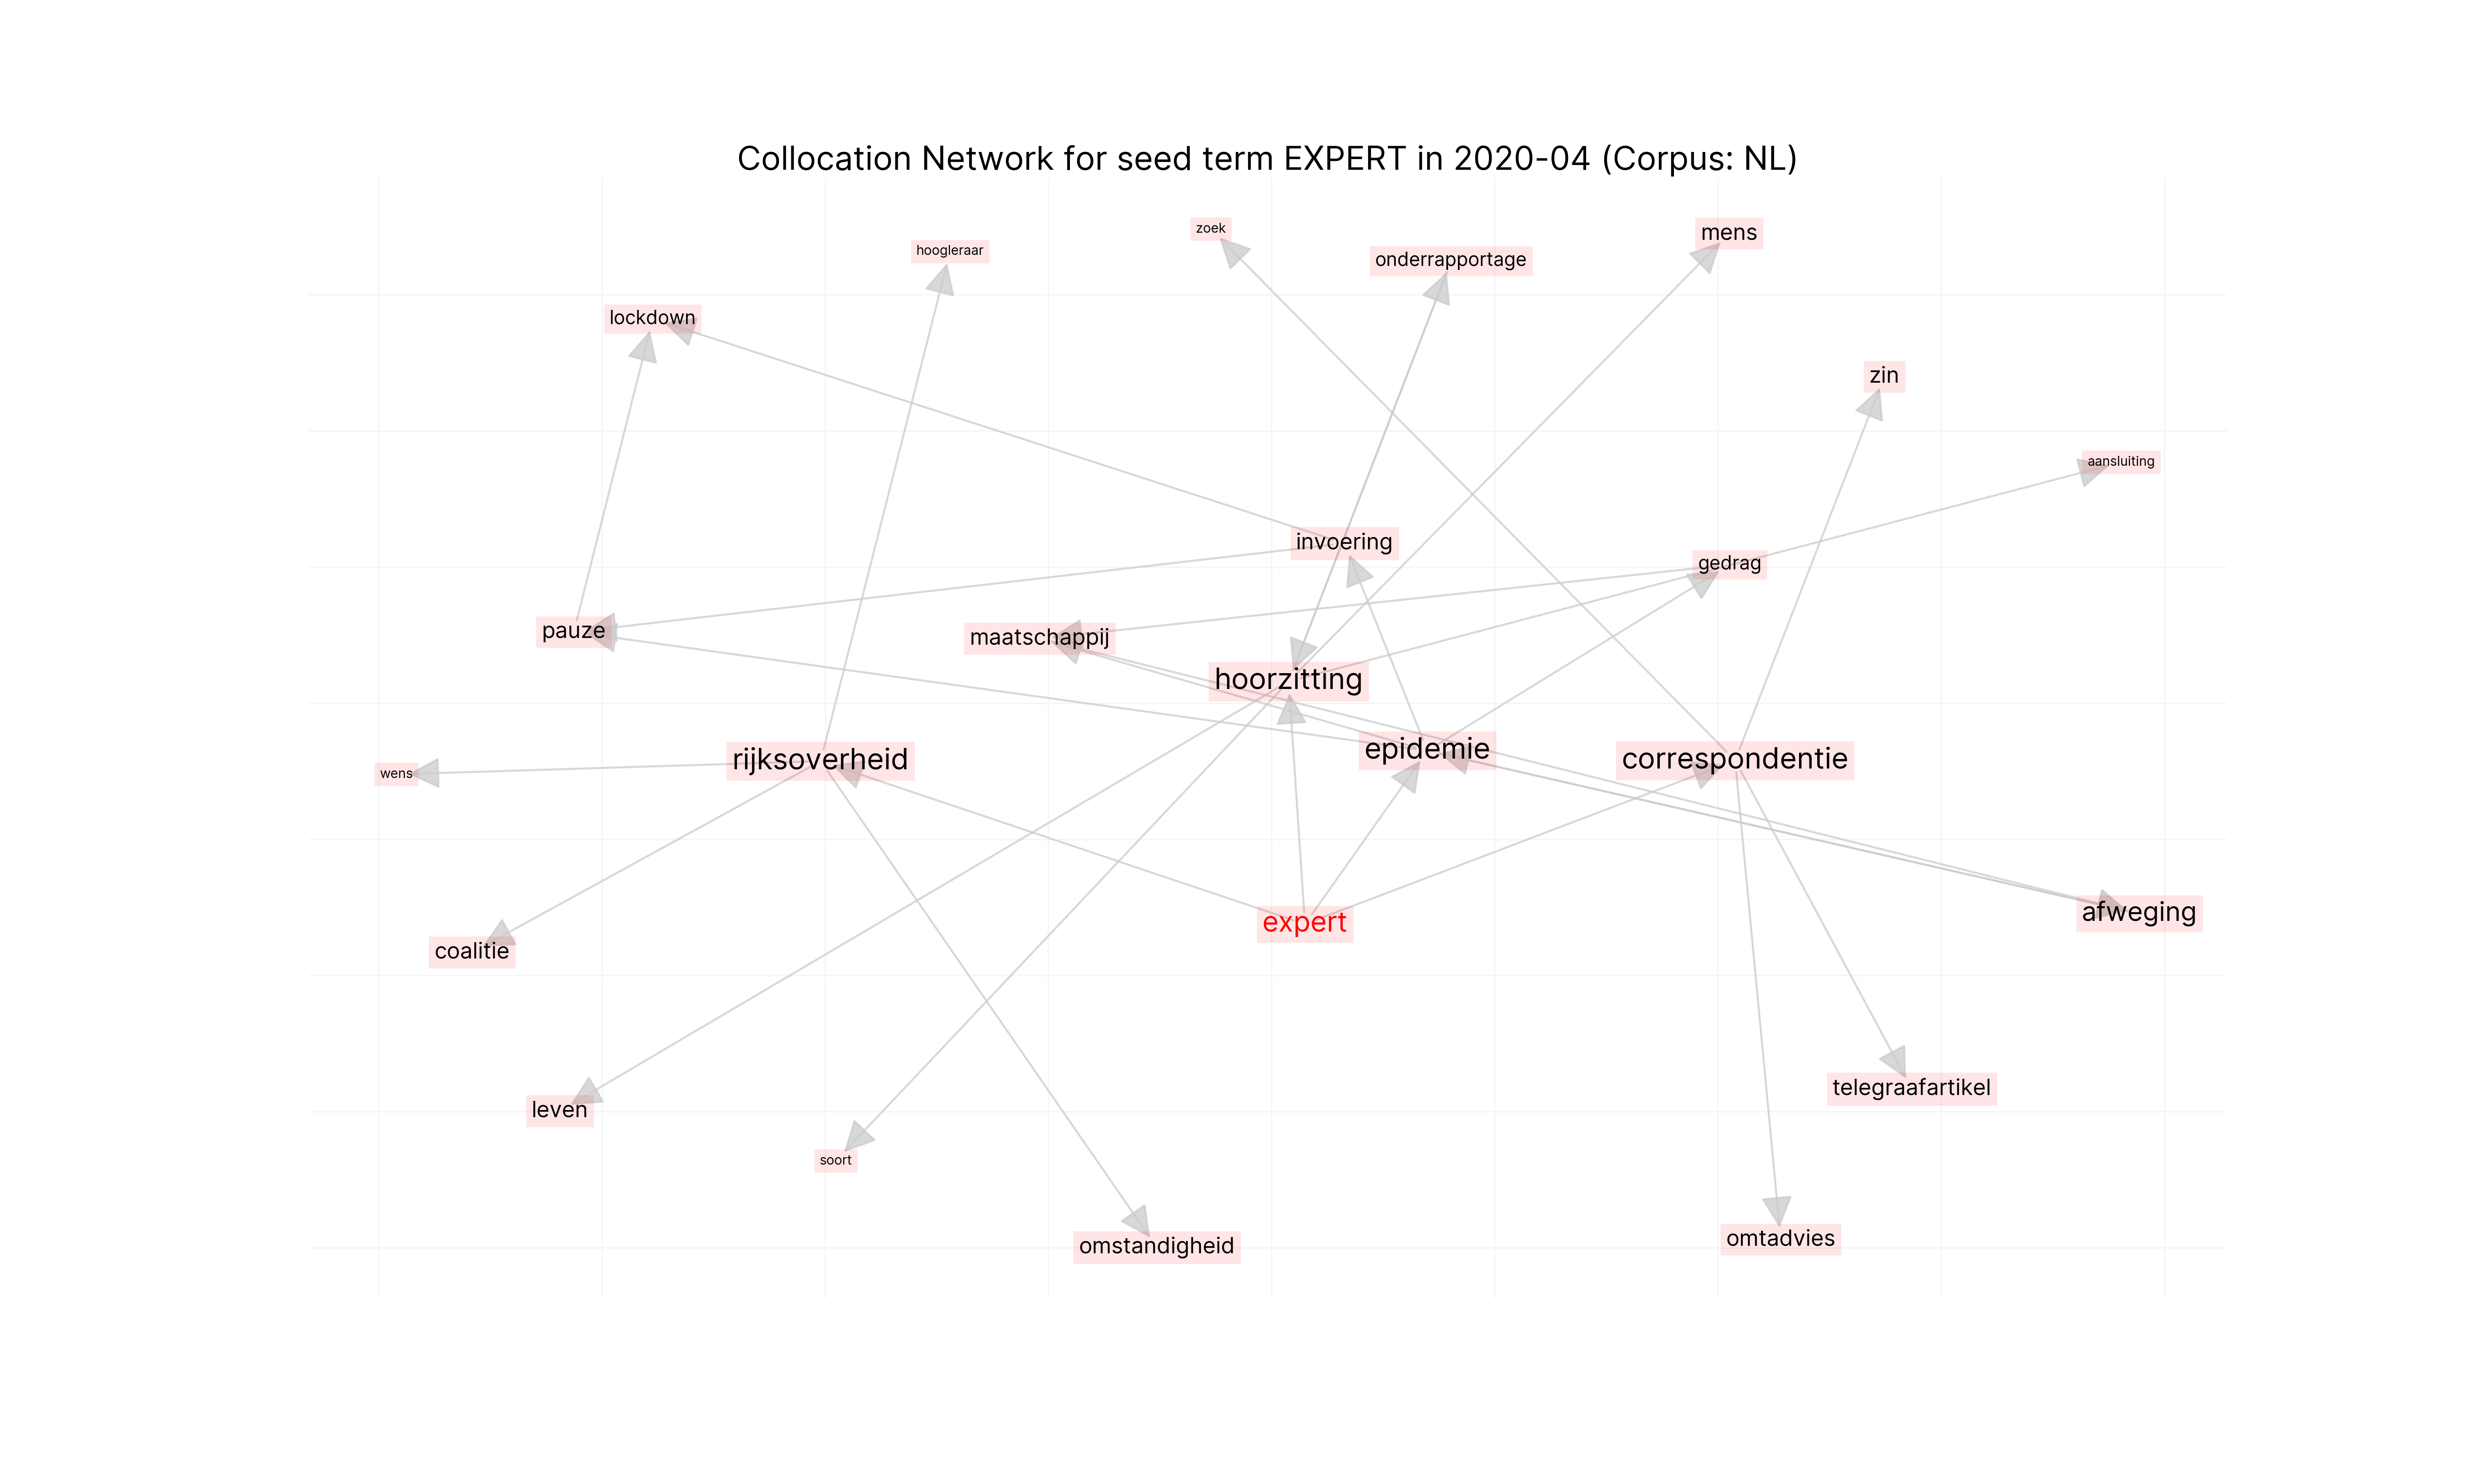 Collocation Network for seed term EXPERT in 2020-04 (Corpus: NL)
zoek
mens
hoogleraar
onderrapportage
lockdown
zin
aansluiting
invoering
gedrag
pauze
maatschappij
hoorzitting
epidemie
rijksoverheid
correspondentie
wens
afweging
expert
coalitie
telegraafartikel
leven
soort
omtadvies
omstandigheid